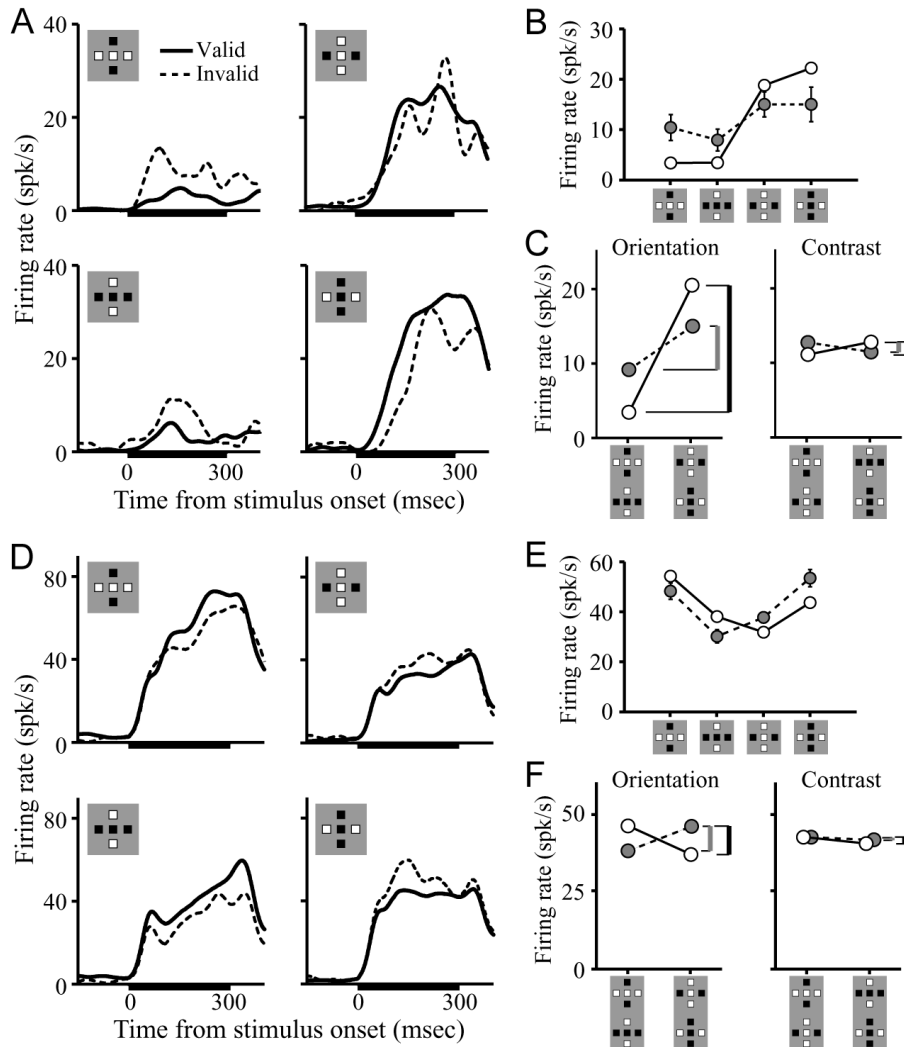 A
Firing rate (spk/s)
40
20
0
Valid
Invalid
40
20
0
0 300
0 300
Time from stimulus onset (msec)
B
Firing rate (spk/s)
30
20
10
0
C
Orientation
Contrast
Firing rate (spk/s)
20
10
0
D
Firing rate (spk/s)
80
40
0
80
40
0
0 300
0 300
Time from stimulus onset (msec)
E
Firing rate (spk/s)
60
40
20
0
F
Orientation
Contrast
Firing rate (spk/s)
50
25
0